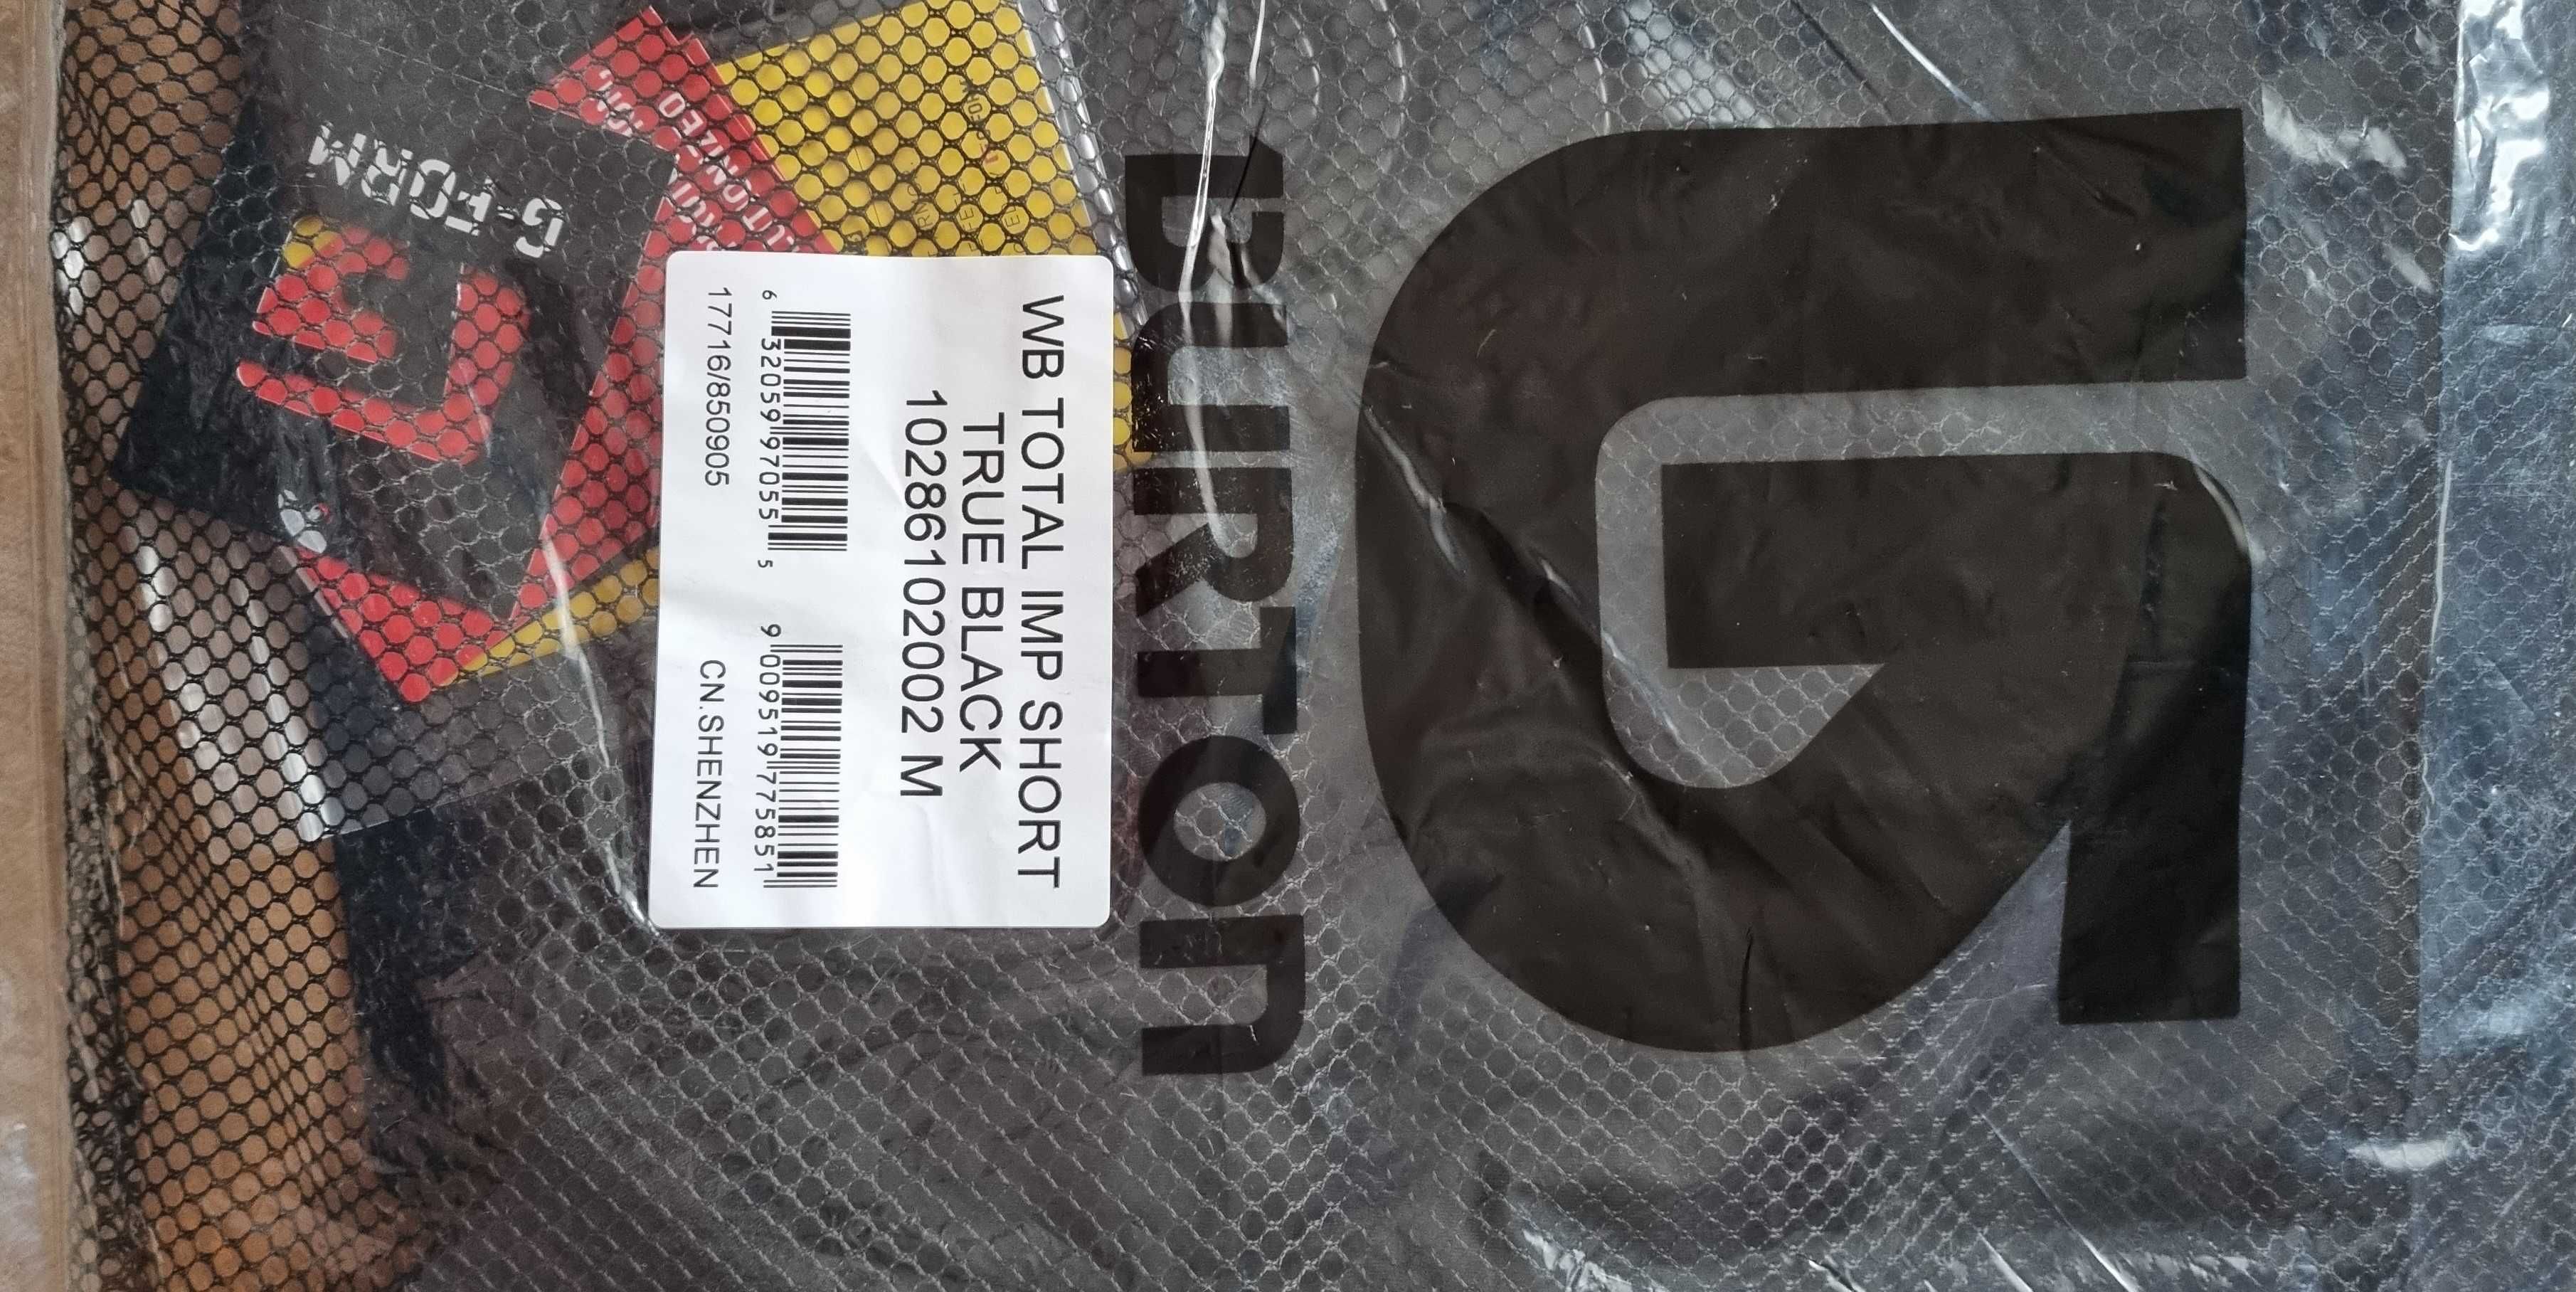 BURTON
WB TOTAL IMP SHORT
TRUE BLACK
10286102002 M
6 32059 97055 5
9 009519 775851
17716/850905
CN.SHENZHEN
G-FORM